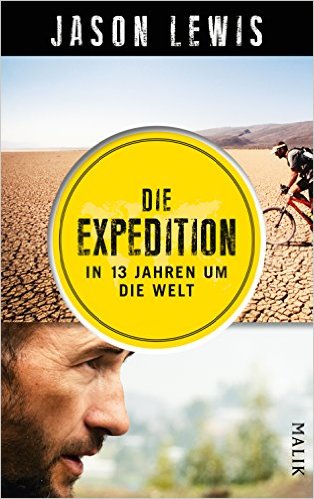 JASON LEWIS
DIE
EXPEDITION
IN 13 JAHREN UM
DIE WELT
MALIK